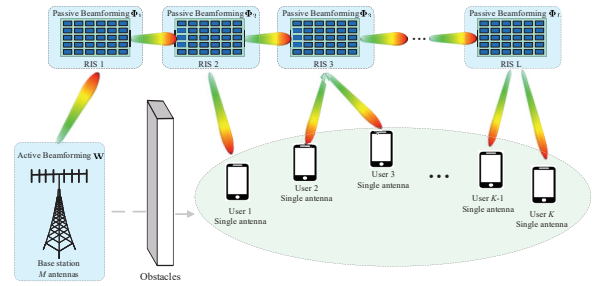 Passive Beamforming Φ₁
Passive Beamforming Φ₂
Passive Beamforming Φ₃
Passive Beamforming Φ_L
RIS 1
RIS 2
RIS 3
RIS L
...
Active Beamforming W
Base station
M antennas
Obstacles
User 1
Single antenna
User 2
Single antenna
User 3
Single antenna
...
User K-1
Single antenna
User K
Single antenna